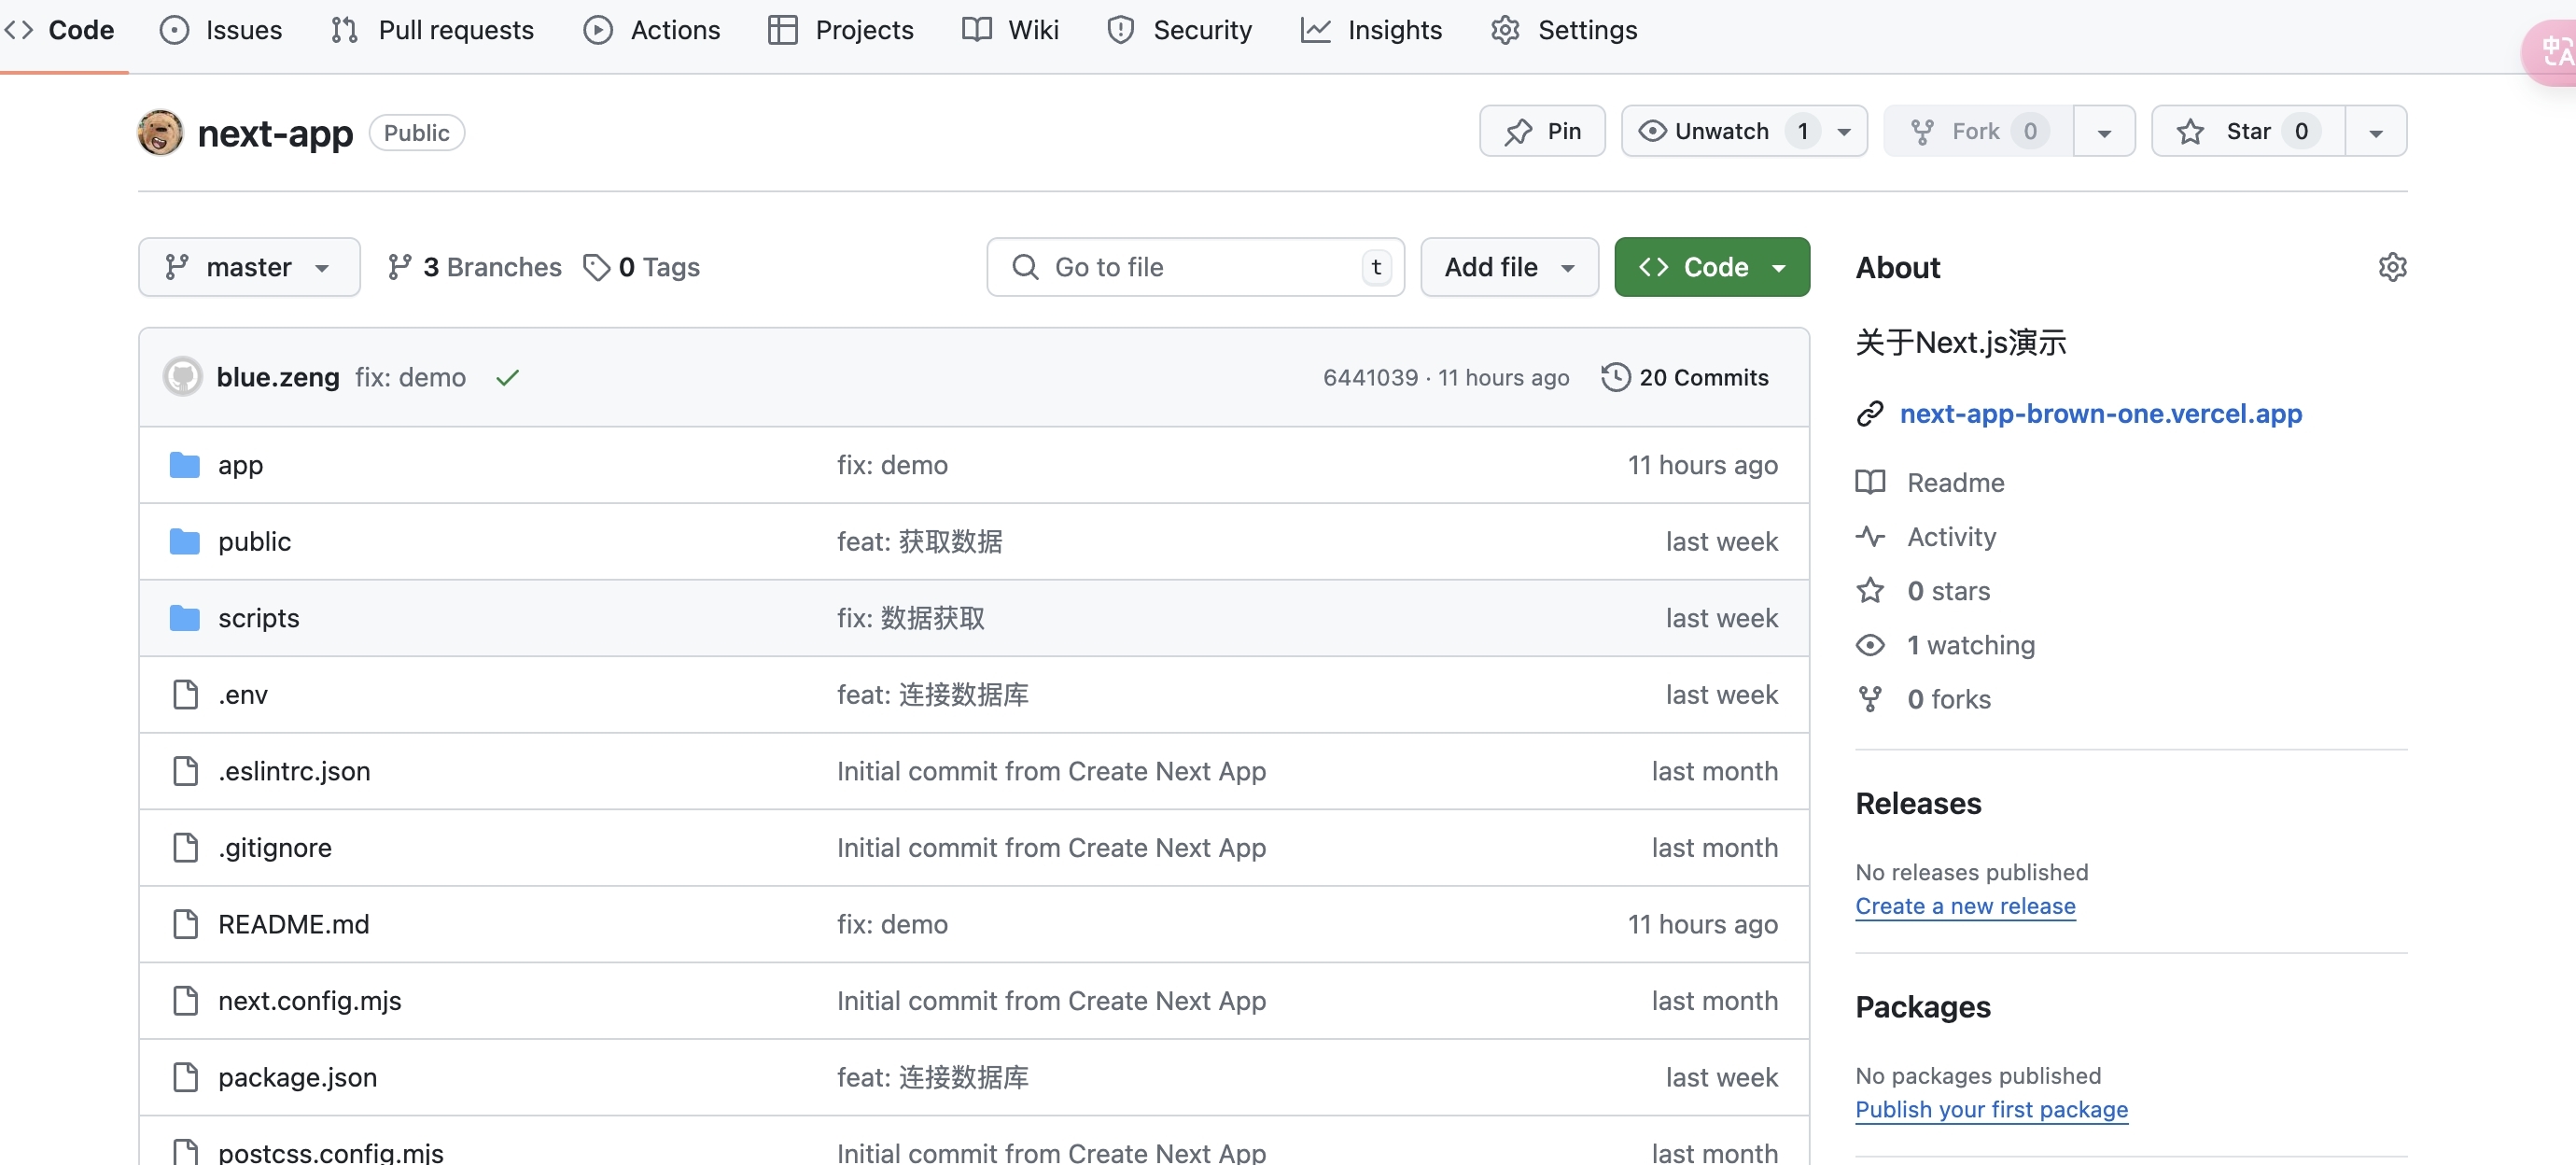 Code Issues Pull requests Actions Projects Wiki Security Insights Settings
中A
next-app Public Pin Unwatch 1 Fork 0 Star 0
master 3 Branches 0 Tags Go to file t Add file Code
blue.zeng fix: demo 6441039 · 11 hours ago 20 Commits
app fix: demo 11 hours ago
public feat: 获取数据 last week
scripts fix: 数据获取 last week
.env feat: 连接数据库 last week
.eslintrc.json Initial commit from Create Next App last month
.gitignore Initial commit from Create Next App last month
README.md fix: demo 11 hours ago
next.config.mjs Initial commit from Create Next App last month
package.json feat: 连接数据库 last week
postcss.config.mjs Initial commit from Create Next App last month
About
关于Next.js演示
next-app-brown-one.vercel.app
Readme
Activity
0 stars
1 watching
0 forks
Releases
No releases published
Create a new release
Packages
No packages published
Publish your first package